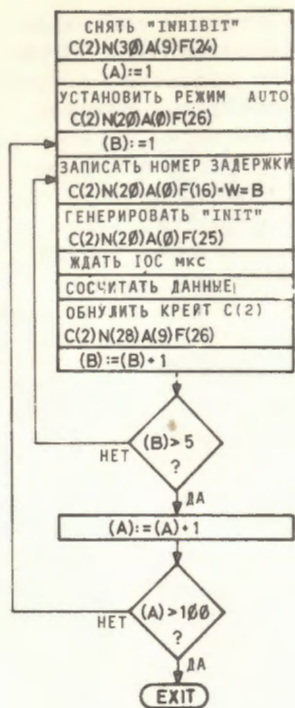 СНЯТЬ "INHIBIT"
C(2)N(3Ø)A(9)F(24)
(A):=1
УСТАНОВИТЬ РЕЖИМ AUTO
C(2)N(2Ø)A(Ø)F(26)
(B):=1
ЗАПИСАТЬ НОМЕР ЗАДЕРЖКИ
C(2)N(2Ø)A(Ø)F(16)·W=B
ГЕНЕРИРОВАТЬ "INIT"
C(2)N(2Ø)A(Ø)F(25)
ЖДАТЬ IOC мкс
СОСЧИТАТЬ ДАННЫЕ
ОБНУЛИТЬ КРЕЙТ C(2)
C(2)N(28)A(9)F(26)
(B):=(B)+1
(B)>5
?
НЕТ
ДА
(A):=(A)+1
(A)>1ØØ
?
НЕТ
ДА
EXIT